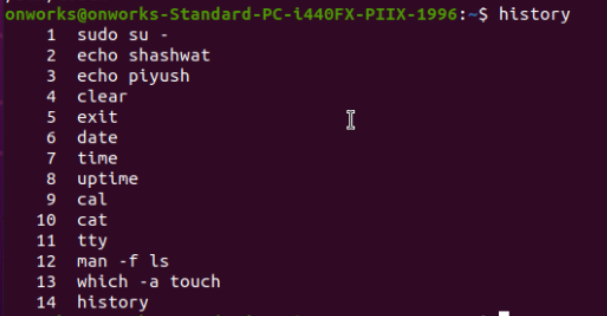 onworks@onworks-Standard-PC-i440FX-PIIX-1996:~$ history
1 sudo su -
2 echo shashwat
3 echo piyush
4 clear
5 exit
6 date
7 time
8 uptime
9 cal
10 cat
11 tty
12 man -f ls
13 which -a touch
14 history